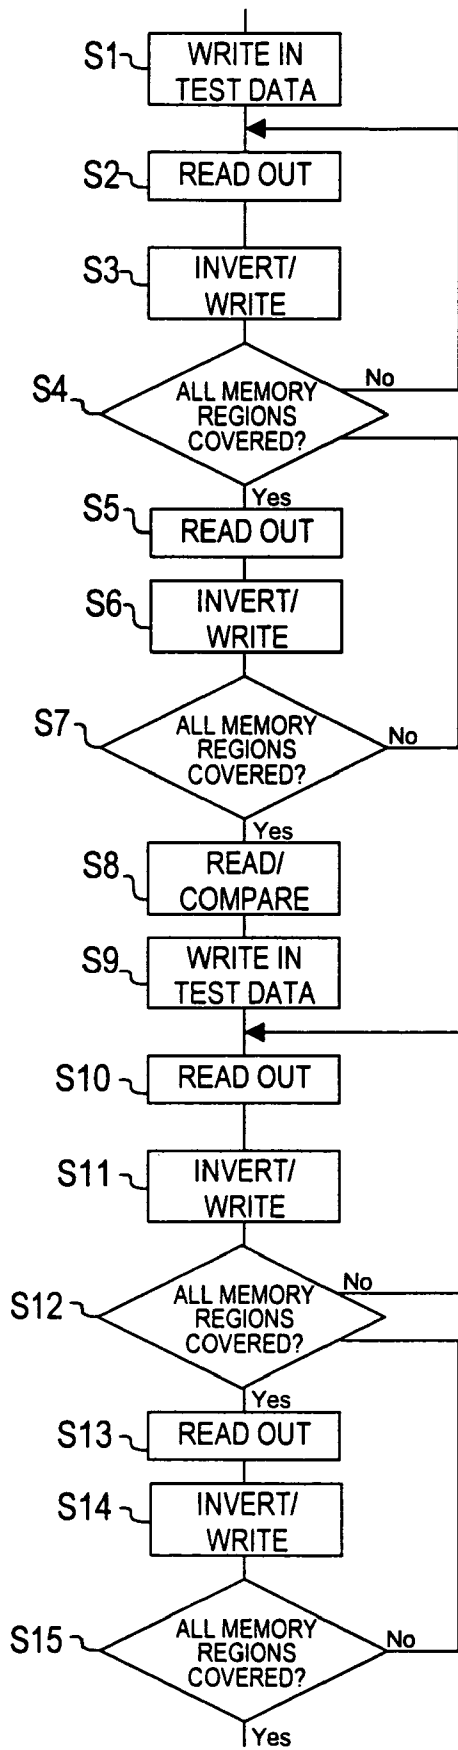 S1
WRITE IN
TEST DATA
S2
READ OUT
S3
INVERT/
WRITE
S4
ALL MEMORY
REGIONS
COVERED?
No
Yes
S5
READ OUT
S6
INVERT/
WRITE
S7
ALL MEMORY
REGIONS
COVERED?
No
Yes
S8
READ/
COMPARE
S9
WRITE IN
TEST DATA
S10
READ OUT
S11
INVERT/
WRITE
S12
ALL MEMORY
REGIONS
COVERED?
No
Yes
S13
READ OUT
S14
INVERT/
WRITE
S15
ALL MEMORY
REGIONS
COVERED?
No
Yes